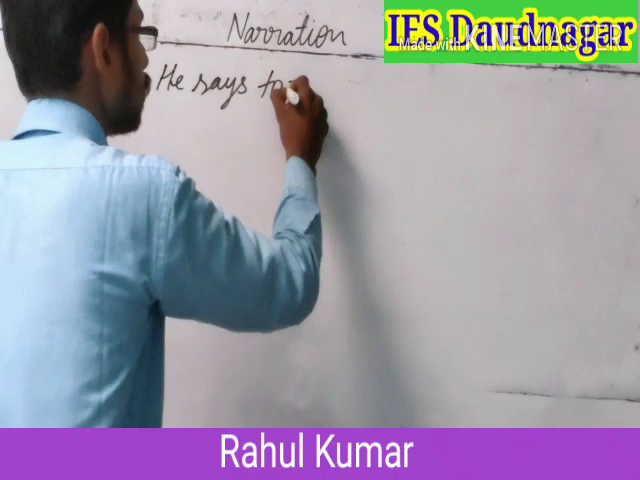 Narration
IES Daudnagar
Made with KINEMASTER
He says to
Rahul Kumar